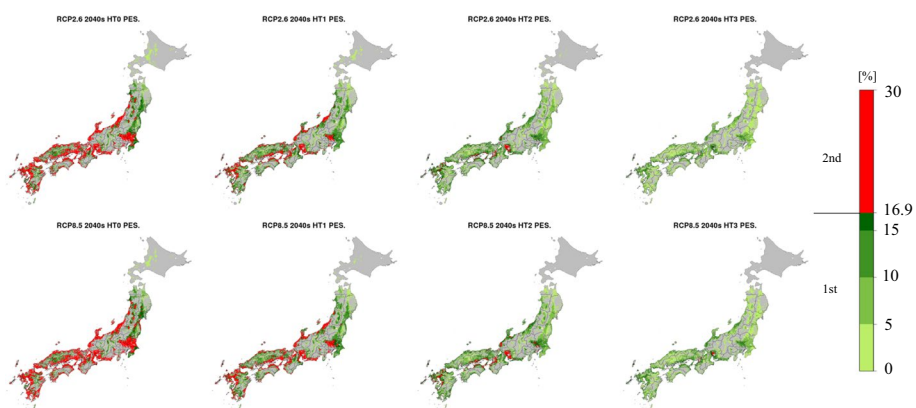 RCP2.6 2040s HT0 PES.
RCP2.6 2040s HT1 PES.
RCP2.6 2040s HT2 PES.
RCP2.6 2040s HT3 PES.
[%]
30
2nd
16.9
15
10
1st
5
0
RCP8.5 2040s HT0 PES.
RCP8.5 2040s HT1 PES.
RCP8.5 2040s HT2 PES.
RCP8.5 2040s HT3 PES.